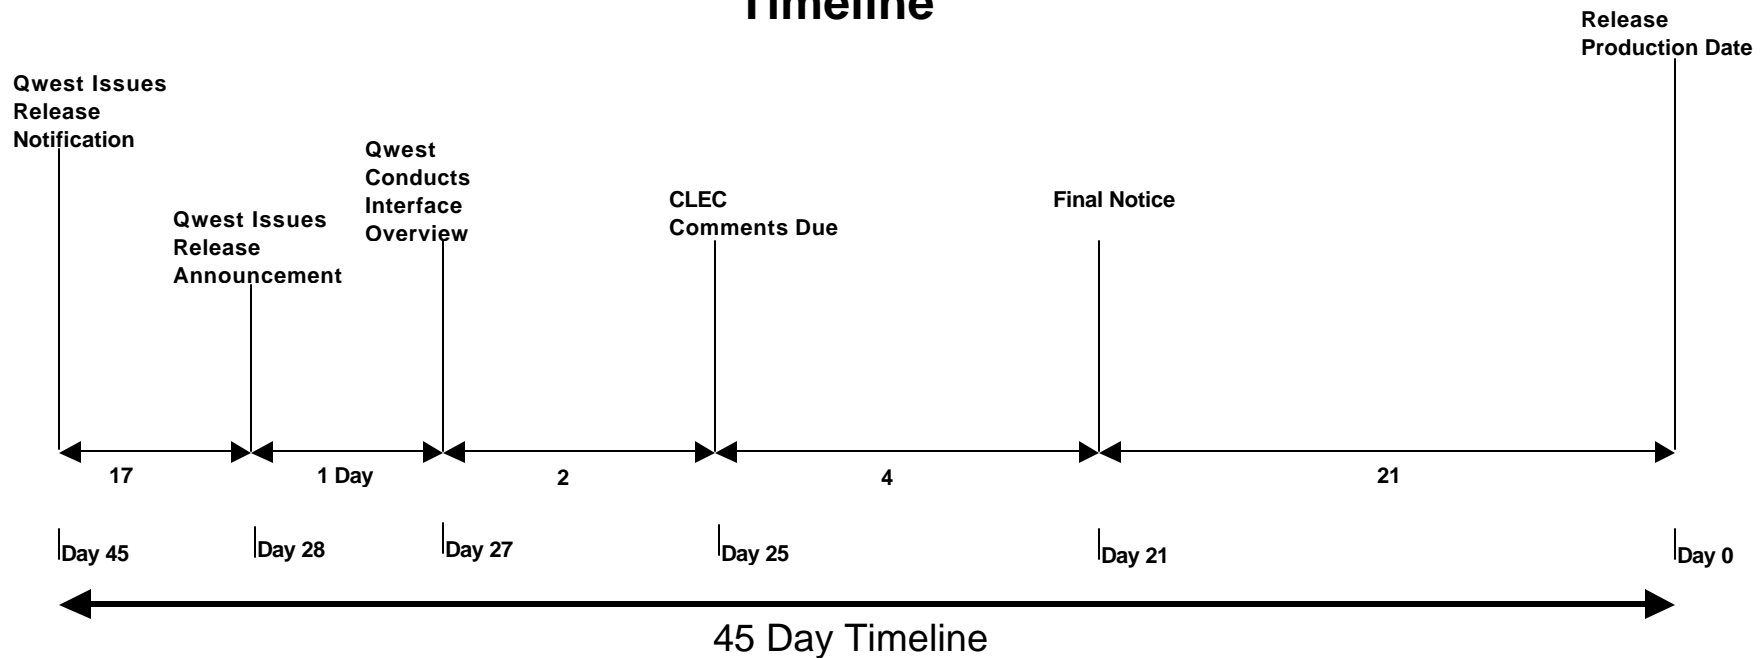 Timeline
Release
Production Date
Qwest Issues
Release
Notification
Qwest
Conducts
Interface
Overview
Qwest Issues
Release
Announcement
CLEC
Comments Due
Final Notice
17
1 Day
2
4
21
Day 45
Day 28
Day 27
Day 25
Day 21
Day 0
45 Day Timeline